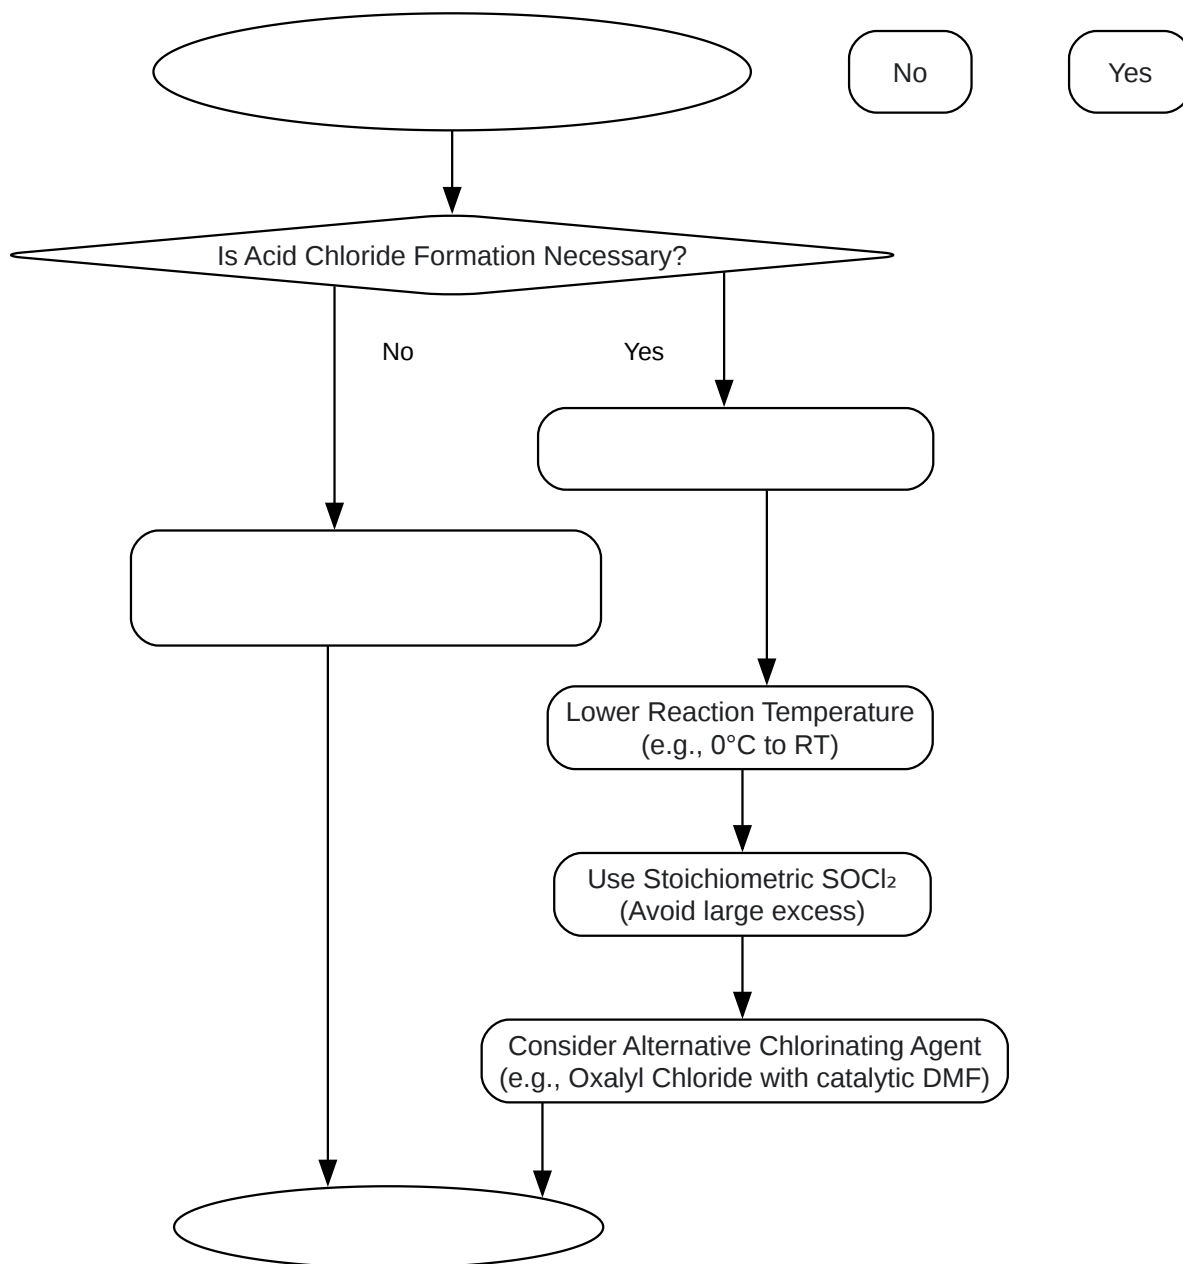 No
Yes
Is Acid Chloride Formation Necessary?
No
Yes
Lower Reaction Temperature
(e.g., 0°C to RT)
Use Stoichiometric SOCl₂
(Avoid large excess)
Consider Alternative Chlorinating Agent
(e.g., Oxalyl Chloride with catalytic DMF)